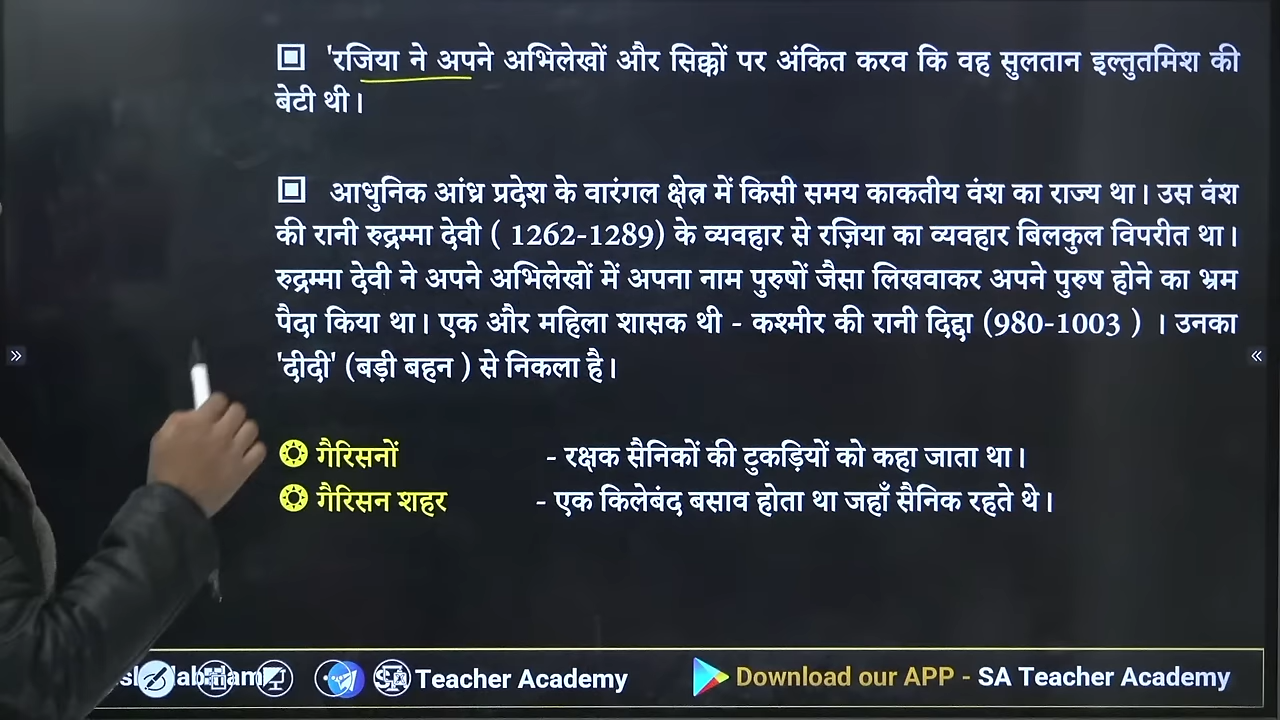 'रजिया ने अपने अभिलेखों और सिक्कों पर अंकित करव कि वह सुलतान इल्तुतमिश की
बेटी थी।
आधुनिक आंध्र प्रदेश के वारंगल क्षेत्र में किसी समय काकतीय वंश का राज्य था। उस वंश
की रानी रुद्रम्मा देवी ( 1262-1289) के व्यवहार से रज़िया का व्यवहार बिलकुल विपरीत था।
रुद्रम्मा देवी ने अपने अभिलेखों में अपना नाम पुरुषों जैसा लिखवाकर अपने पुरुष होने का भ्रम
पैदा किया था। एक और महिला शासक थी - कश्मीर की रानी दिद्दा (980-1003 ) । उनका
'दीदी' (बड़ी बहन ) से निकला है।
गैरिसनों - रक्षक सैनिकों की टुकड़ियों को कहा जाता था।
गैरिसन शहर - एक किलेबंद बसाव होता था जहाँ सैनिक रहते थे।
Teacher Academy
Download our APP - SA Teacher Academy